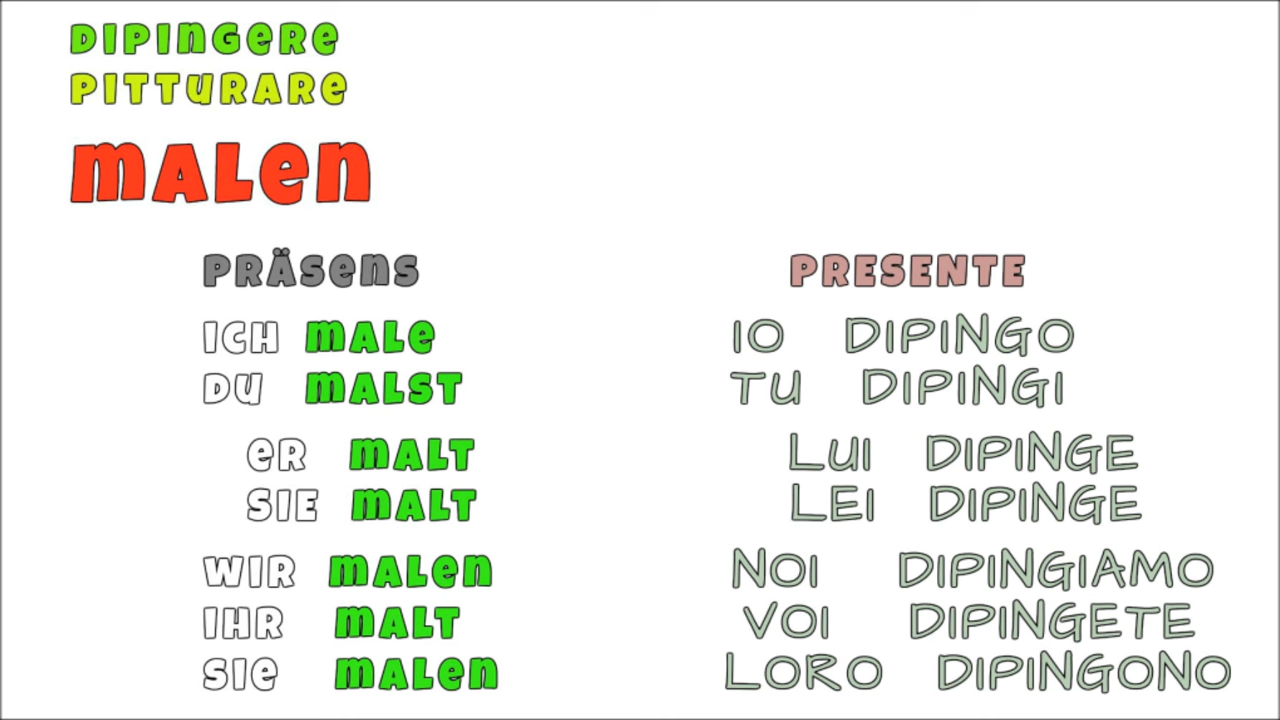 DIPINGERE
PITTURARE
MALEN
PRÄSENS
ICH MALE
DU MALST
ER MALT
SIE MALT
WIR MALEN
IHR MALT
SIE MALEN
PRESENTE
IO DIPINGO
TU DIPINGI
LUI DIPINGE
LEI DIPINGE
NOI DIPINGIAMO
VOI DIPINGETE
LORO DIPINGONO